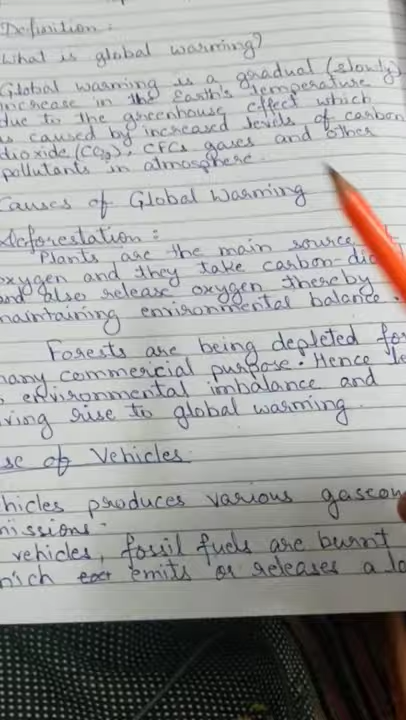 Definition:
What is global warming?
Global warming is a gradual (slowly)
increase in the Earth's temperature
due to the greenhouse effect which
is caused by increased levels of carbon
dioxide (CO2), CFCs gases and other
pollutants in atmosphere.
Causes of Global Warming
Deforestation:
Plants are the main source
oxygen and they take carbon-di
and also release oxygen thereby
maintaining environmental balance.
Forests are being depleted for
many commercial purpose. Hence
environmental imbalance and
ving rise to global warming.
se of Vehicles
hicles produces various gaseou
missions.
vehicles, fossil fuels are burnt
hich emits or releases a lo